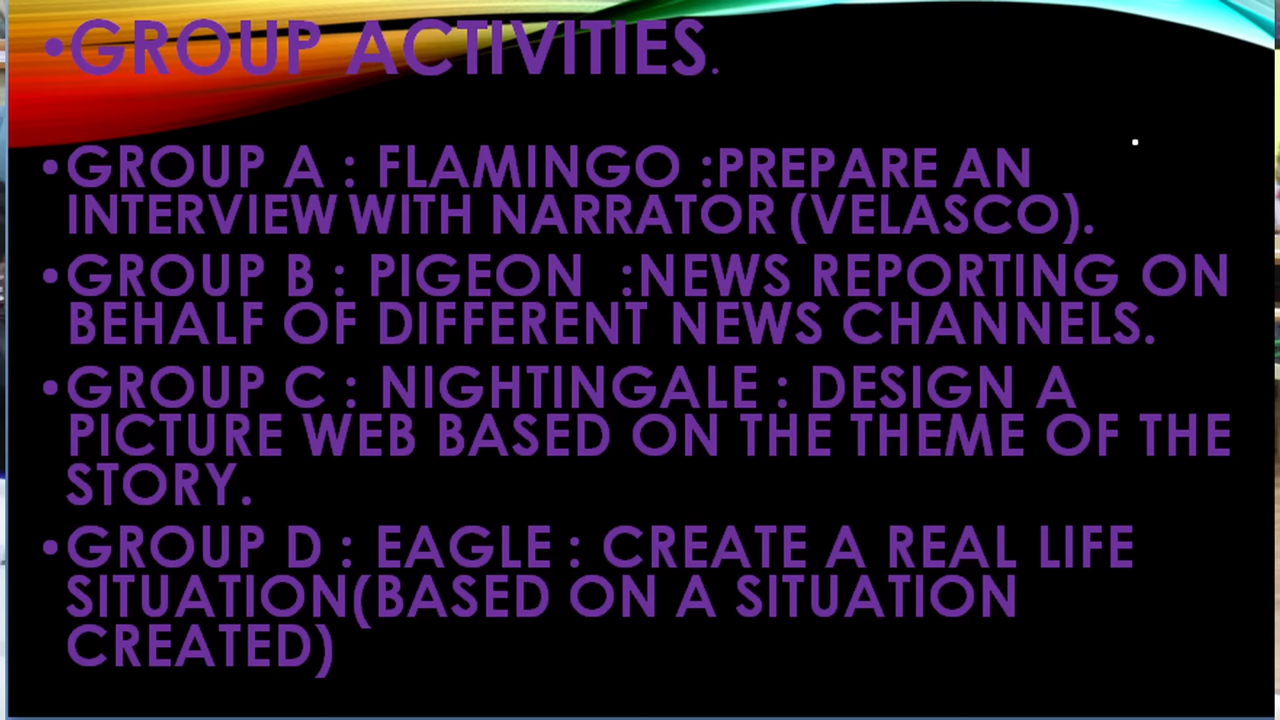 •GROUP ACTIVITIES.
•GROUP A : FLAMINGO :PREPARE AN
INTERVIEW WITH NARRATOR (VELASCO).
•GROUP B : PIGEON :NEWS REPORTING ON
BEHALF OF DIFFERENT NEWS CHANNELS.
•GROUP C : NIGHTINGALE : DESIGN A
PICTURE WEB BASED ON THE THEME OF THE
STORY.
•GROUP D : EAGLE : CREATE A REAL LIFE
SITUATION(BASED ON A SITUATION
CREATED)